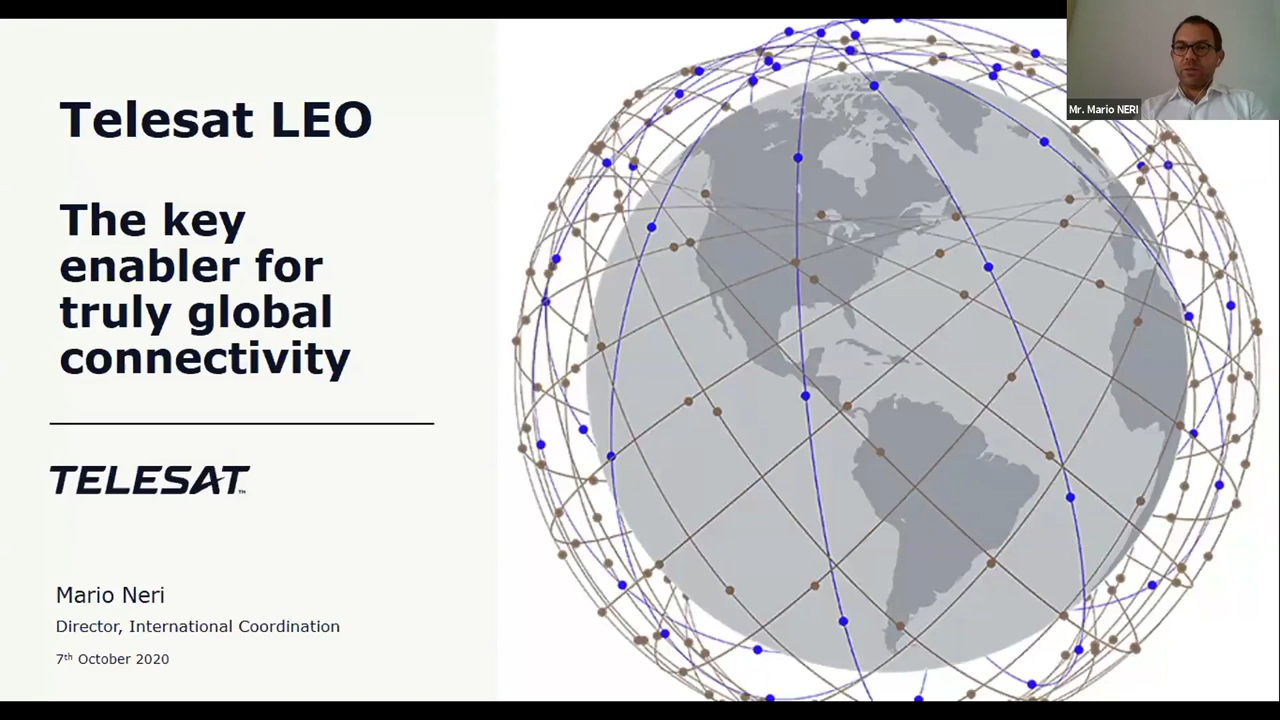 Telesat LEO
The key
enabler for
truly global
connectivity
TELESAT™
Mario Neri
Director, International Coordination
7th October 2020
Mr. Mario NERI